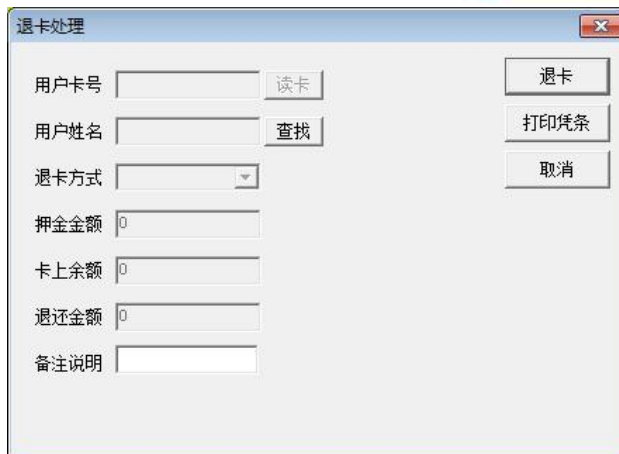 退卡处理
用户卡号 读卡 退卡
用户姓名 查找 打印凭条
退卡方式 取消
押金金额 0
卡上余额 0
退还金额 0
备注说明